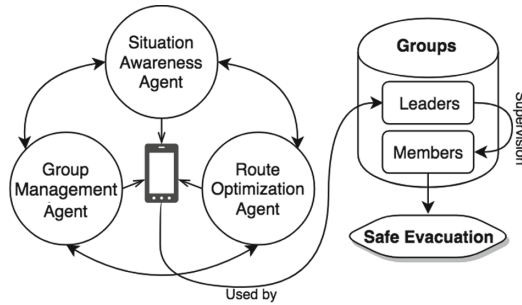 Situation
Awareness
Agent
Group
Management
Agent
Route
Optimization
Agent
Used by
Groups
Leaders
Members
Supervision
Safe Evacuation